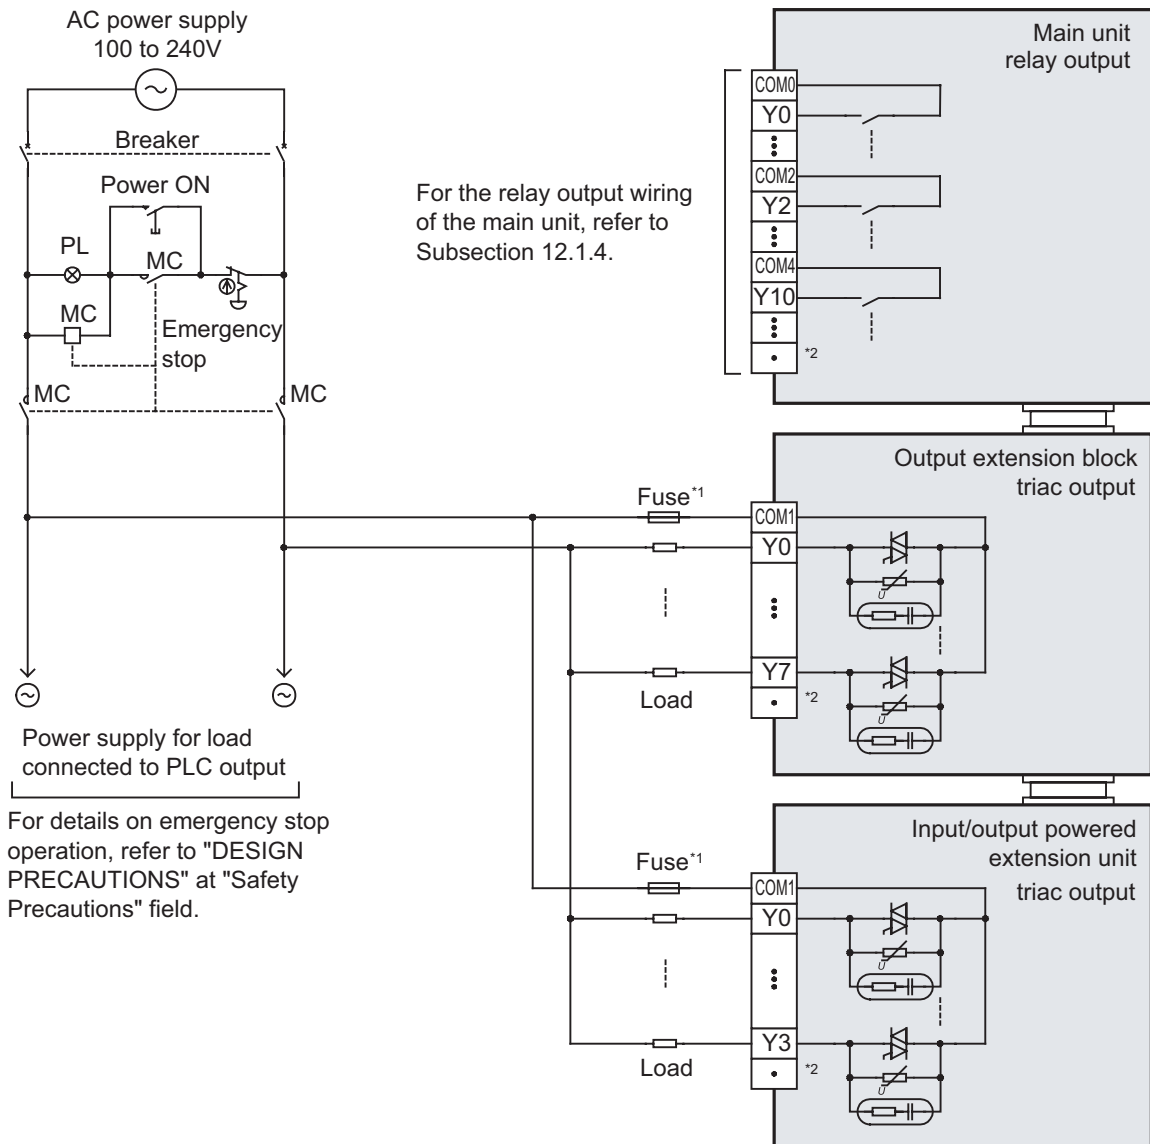 AC power supply
100 to 240V
Breaker
Power ON
PL
MC
MC
Emergency
stop
MC
MC
Power supply for load
connected to PLC output
For details on emergency stop
operation, refer to "DESIGN
PRECAUTIONS" at "Safety
Precautions" field.
For the relay output wiring
of the main unit, refer to
Subsection 12.1.4.
Main unit
relay output
COM0
Y0
COM2
Y2
COM4
Y10
*2
Output extension block
triac output
Fuse*1
COM1
Y0
U
Y7
*2
Load
U
Input/output powered
extension unit
triac output
Fuse*1
COM1
Y0
U
Y3
*2
Load
U